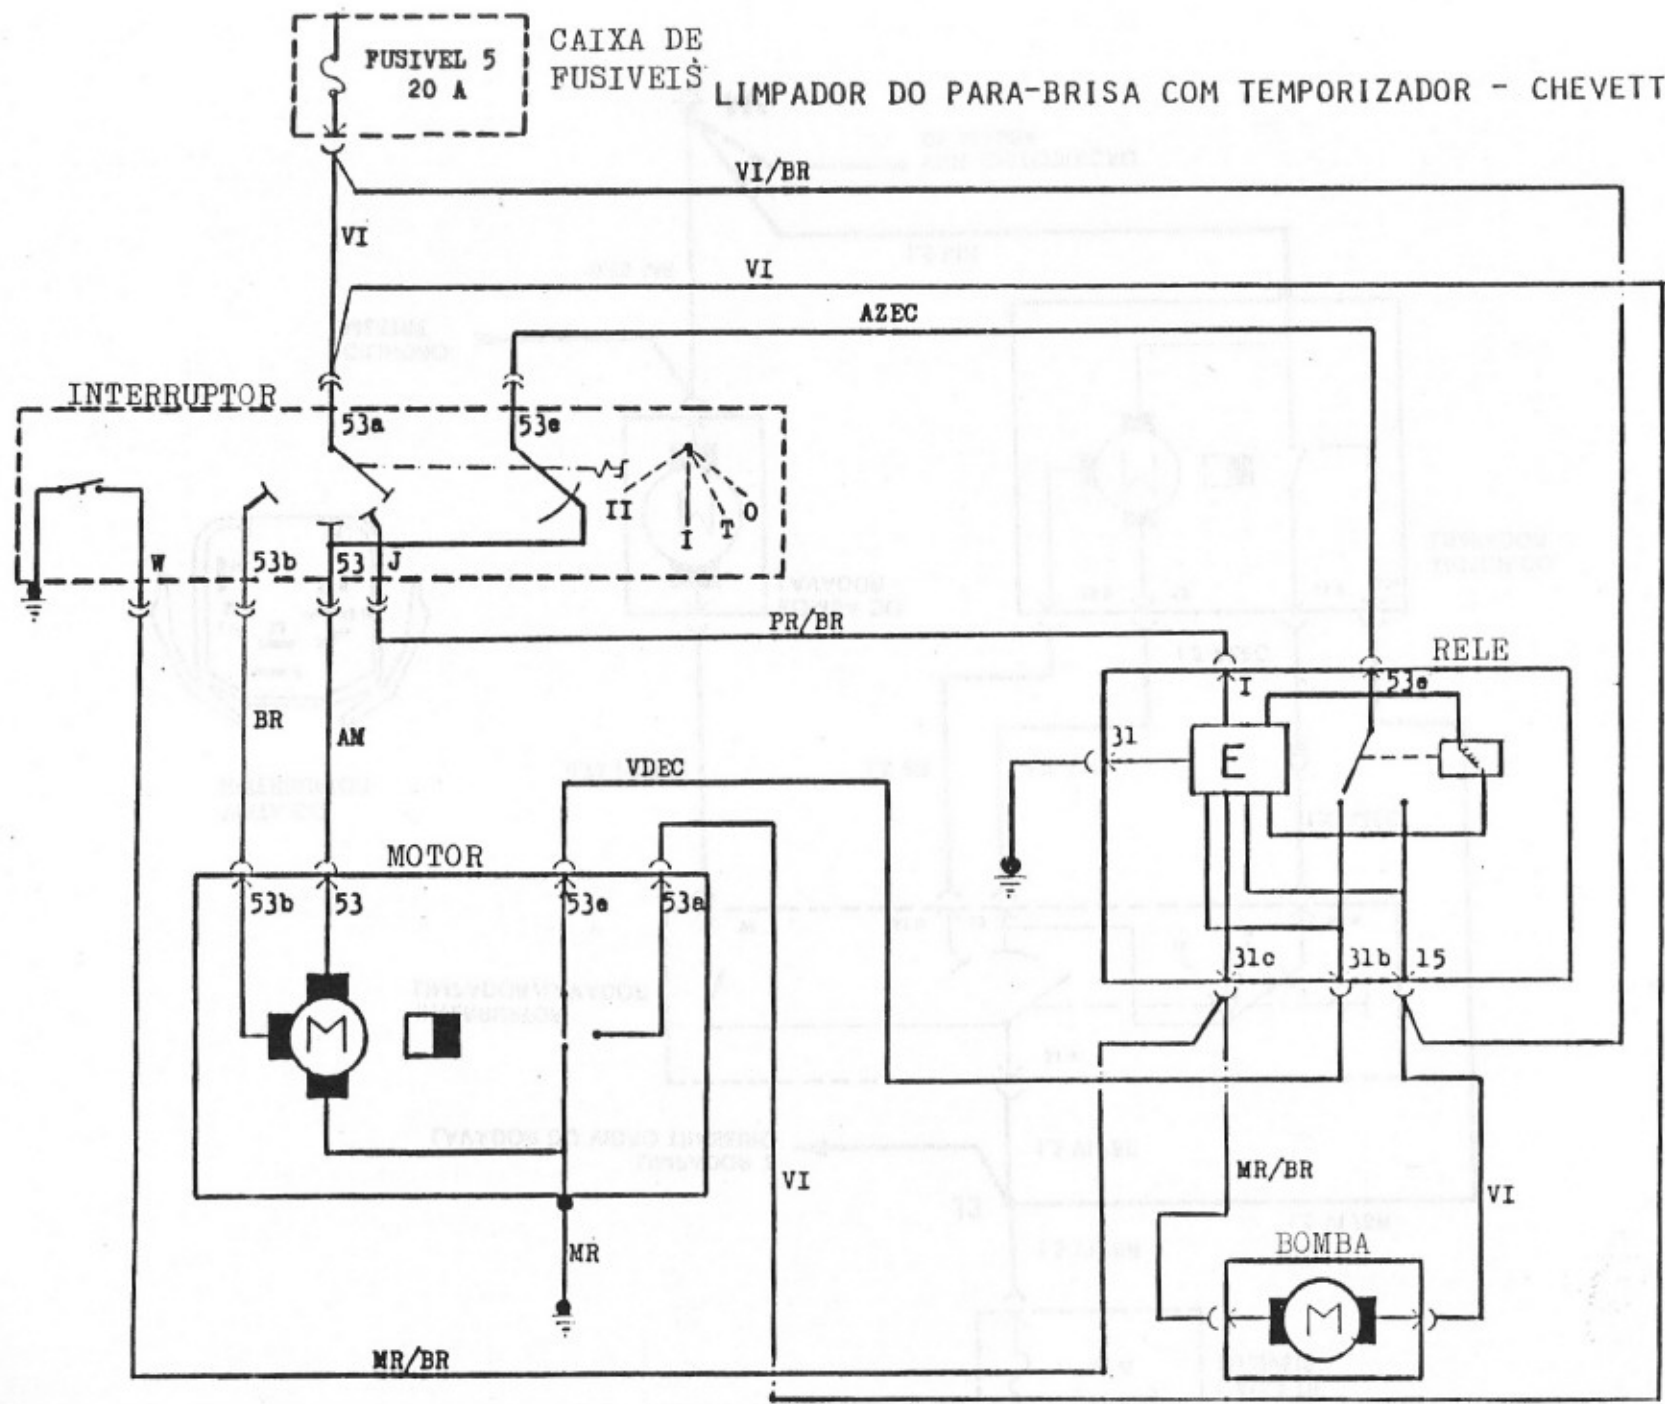 FUSIVEL 5
20 A
CAIXA DE
FUSIVEIS
LIMPADOR DO PARA-BRISA COM TEMPORIZADOR - CHEVETT
VI/BR
VI
VI
AZEC
INTERRUPTOR
53a
53e
II
I
T
O
W
53b
53
J
PR/BR
RELE
I
53e
BR
AM
31
E
VDEC
MOTOR
53b
53
53e
53a
31c
31b
15
M
MR/BR
VI
VI
MR
BOMBA
M
MR/BR